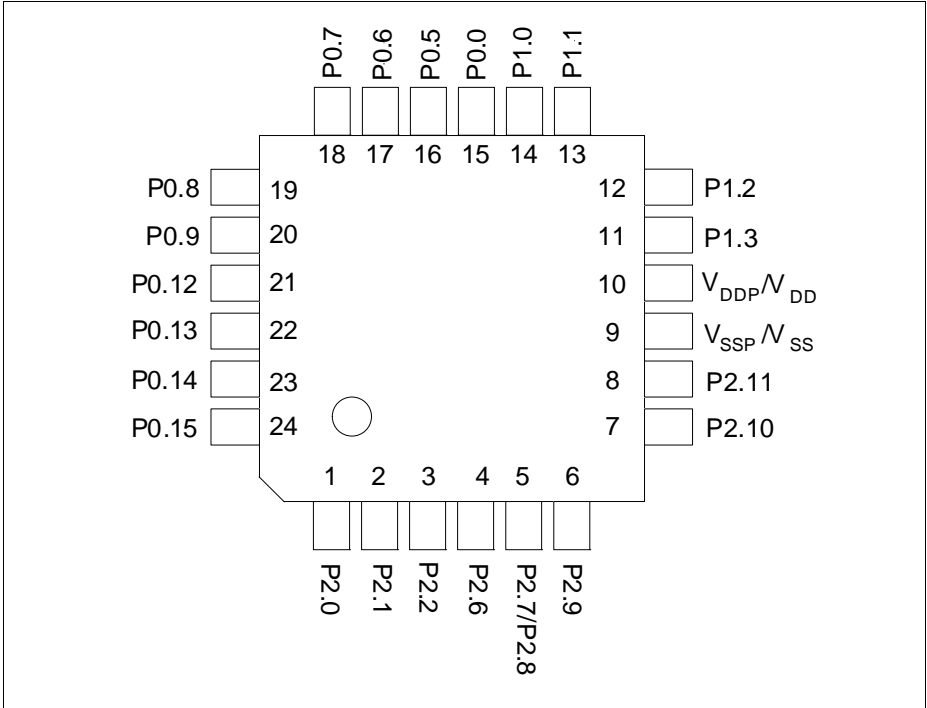 P0.7 P0.6 P0.5 P0.0 P1.0 P1.1
18 17 16 15 14 13
P0.8 19 12 P1.2
P0.9 20 11 P1.3
P0.12 21 10 VDDP/VDD
P0.13 22 9 VSSP/VSS
P0.14 23 8 P2.11
P0.15 24 7 P2.10
1 2 3 4 5 6
P2.0 P2.1 P2.2 P2.6 P2.7/P2.8 P2.9